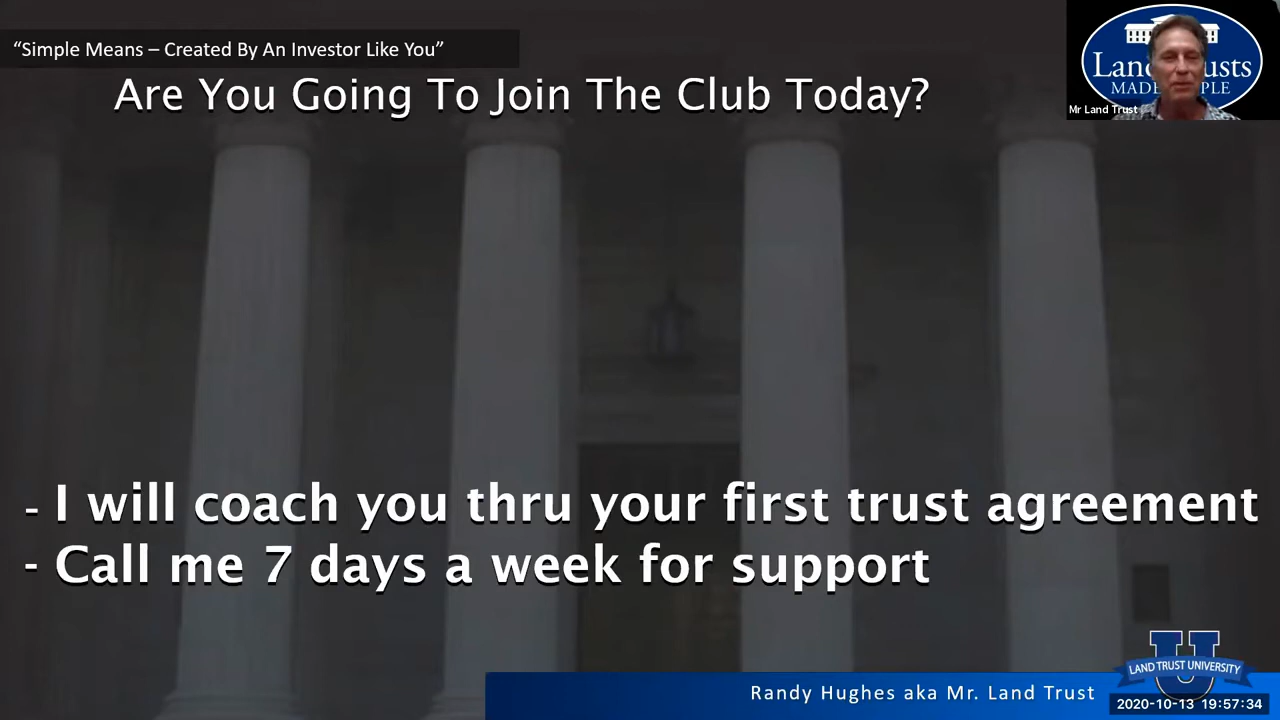 “Simple Means – Created By An Investor Like You”
Are You Going To Join The Club Today?
Mr Land Trust
- I will coach you thru your first trust agreement
- Call me 7 days a week for support
Randy Hughes aka Mr. Land Trust
U
LAND TRUST UNIVERSITY
2020-10-13 19:57:34